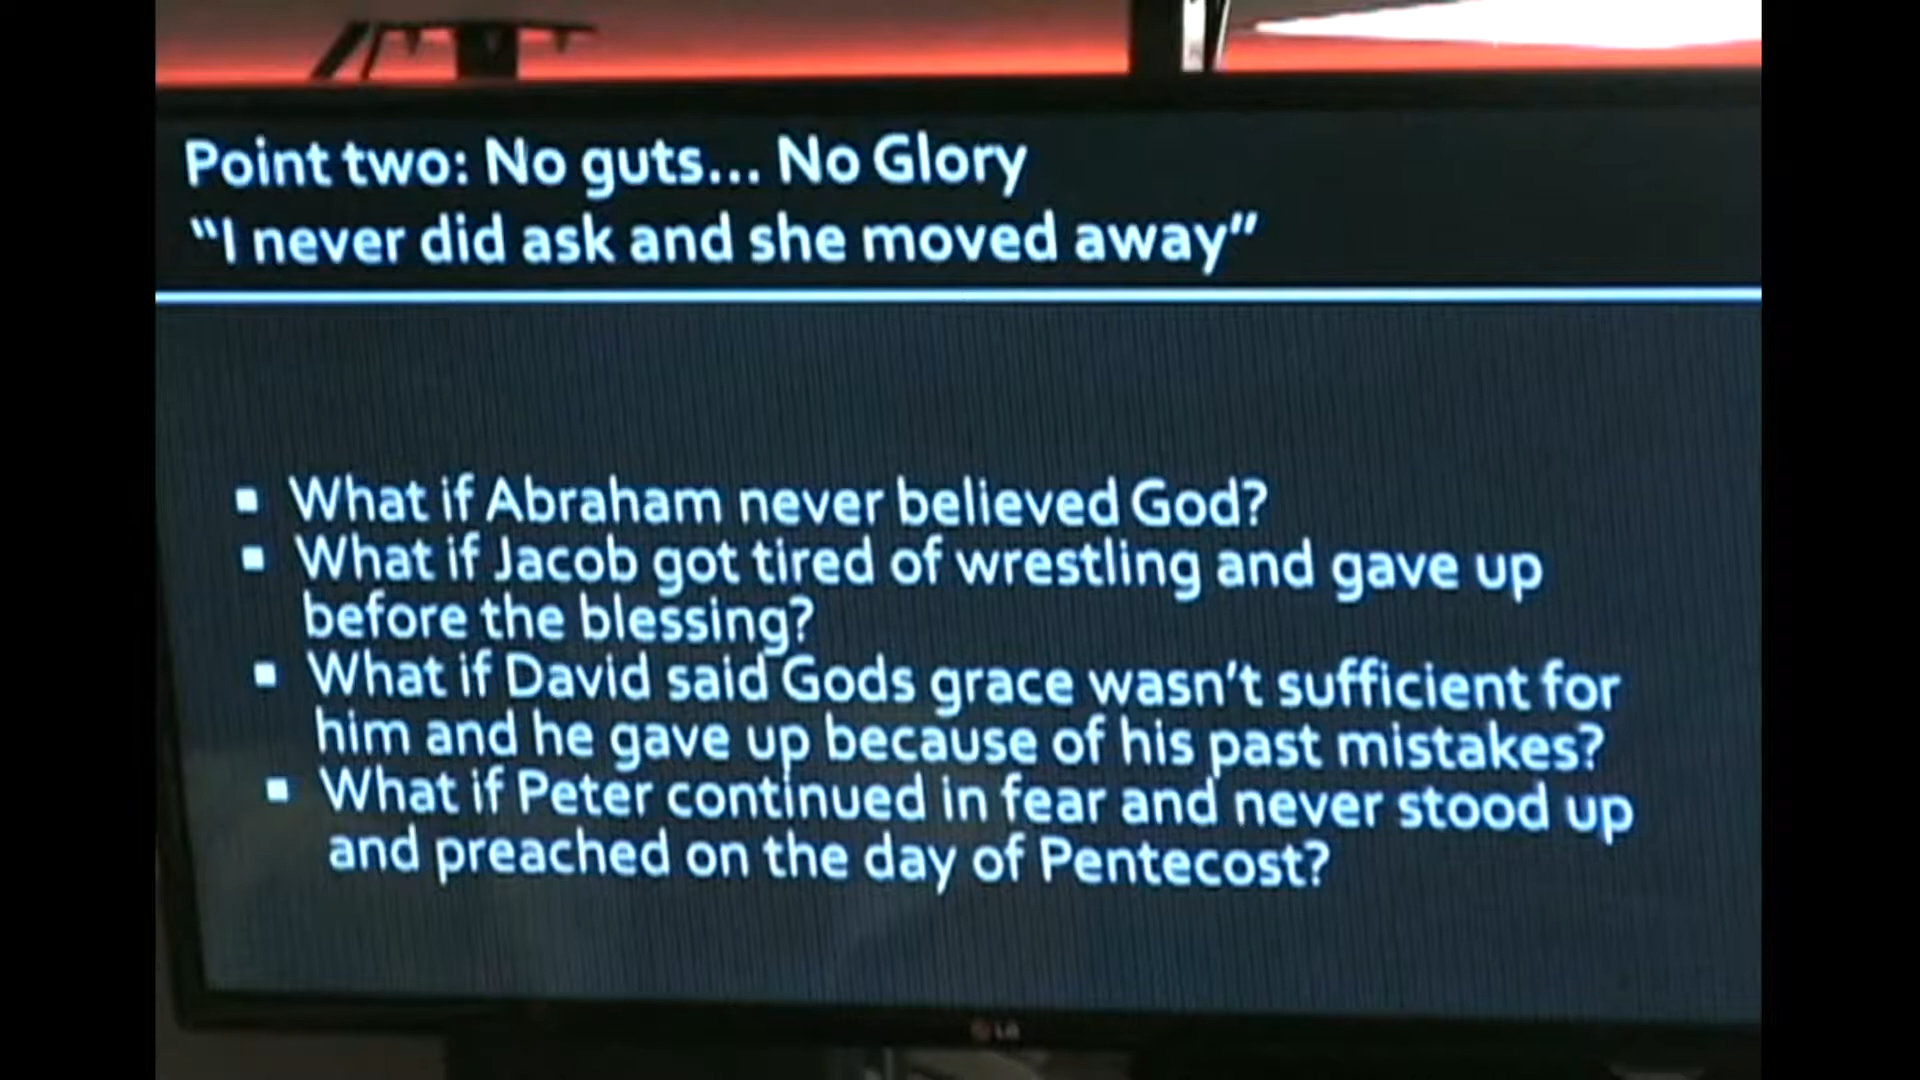 Point two: No guts... No Glory
“I never did ask and she moved away”
▪ What if Abraham never believed God?
▪ What if Jacob got tired of wrestling and gave up
before the blessing?
▪ What if David said Gods grace wasn’t sufficient for
him and he gave up because of his past mistakes?
▪ What if Peter continued in fear and never stood up
and preached on the day of Pentecost?
LG